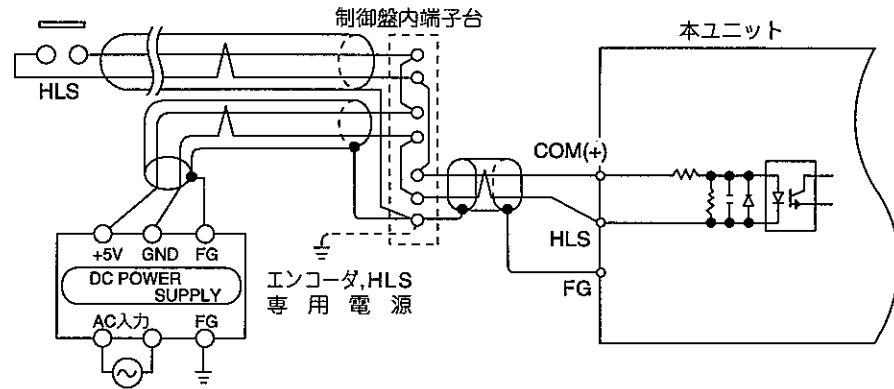 制御盤内端子台
本ユニット
HLS
COM(+)
HLS
FG
+5V GND FG
DC POWER
SUPPLY
AC入力 FG
エンコーダ,HLS
専用電源